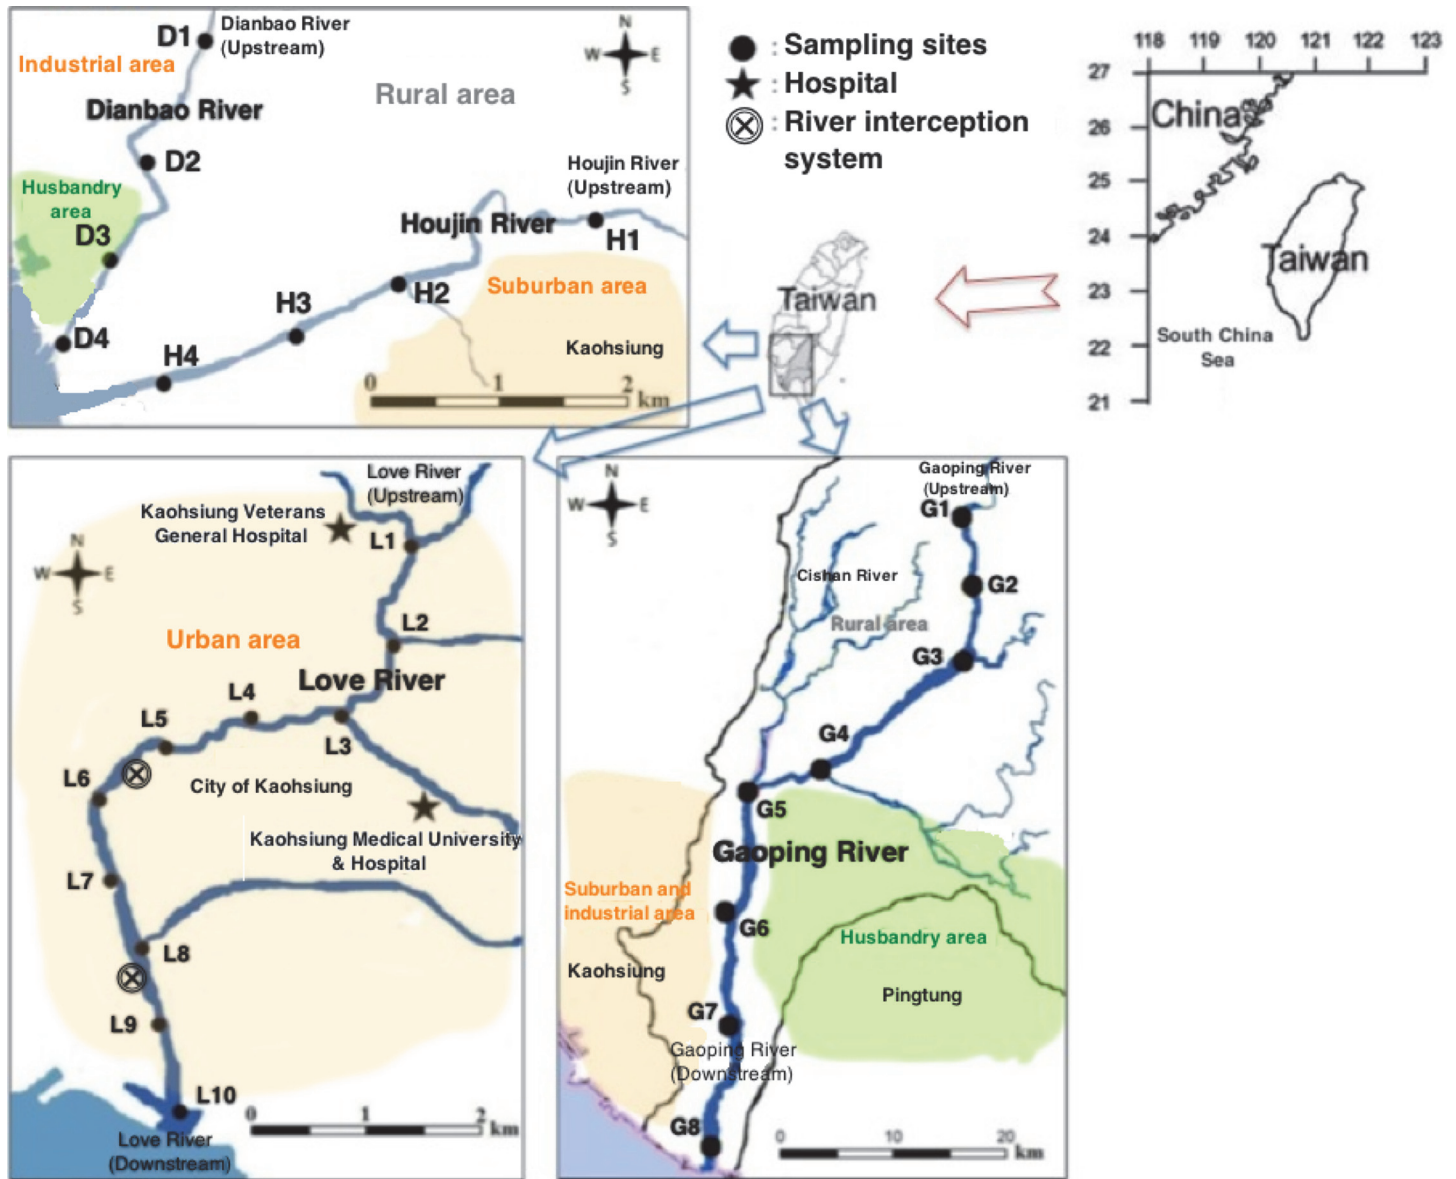 D1
Dianbao River
(Upstream)
Industrial area
Dianbao River
Rural area
N
W
E
S
D2
Husbandry
area
D3
D4
Houjin River
(Upstream)
Houjin River
H1
H2
H3
H4
Suburban area
Kaohsiung
0 1 2 km
: Sampling sites
: Hospital
: River interception
system
118 119 120 121 122 123
27
26
25
24
23
22
21
China
Taiwan
South China
Sea
Taiwan
Love River
(Upstream)
Kaohsiung Veterans
General Hospital
L1
N
W
E
S
L2
Urban area
Love River
L4
L5
L3
L6
City of Kaohsiung
Kaohsiung Medical University
& Hospital
L7
L8
L9
L10
0 1 2 km
Love River
(Downstream)
N
W
E
S
Gaoping River
(Upstream)
G1
Cishan River
G2
Rural area
G3
G4
G5
Gaoping River
Suburban and
industrial area
G6
Husbandry area
Kaohsiung
Pingtung
G7
Gaoping River
(Downstream)
G8
0 10 20 km